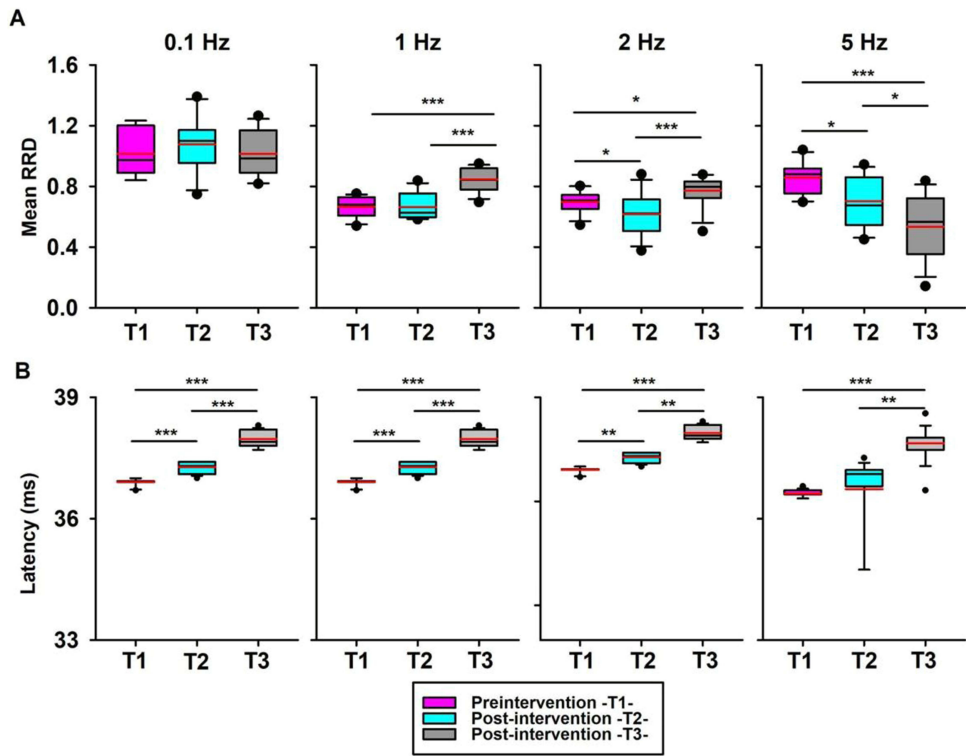 A
0.1 Hz 1 Hz 2 Hz 5 Hz
Mean RRD
1.6
1.2
0.8
0.4
0.0
*** *** * *** * *** * *
T1 T2 T3 T1 T2 T3 T1 T2 T3 T1 T2 T3
B
Latency (ms)
39
36
33
*** *** *** ***
*** *** ** **
*** *** **
T1 T2 T3 T1 T2 T3 T1 T2 T3 T1 T2 T3
Preintervention -T1-
Post-intervention -T2-
Post-intervention -T3-